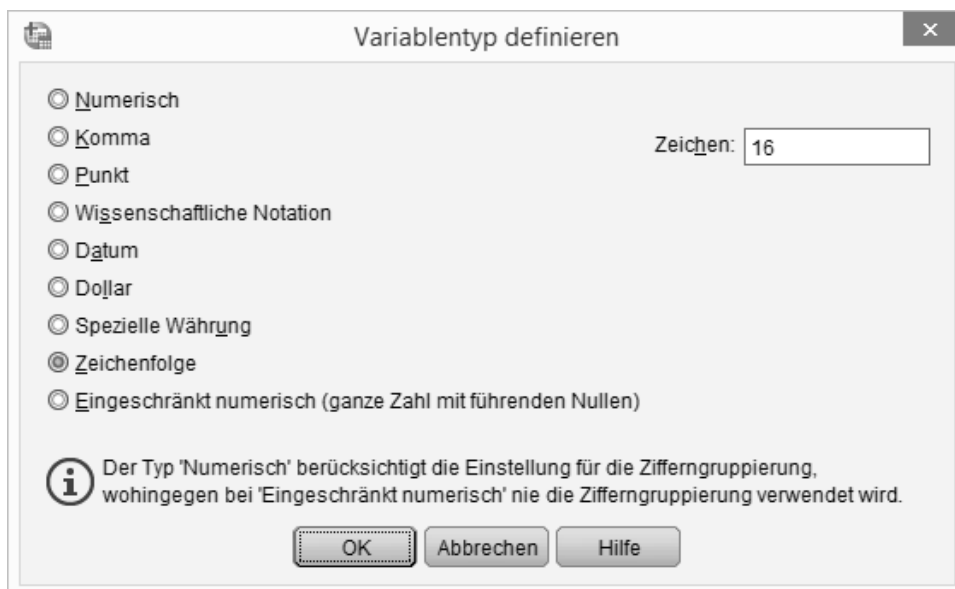 Variablentyp definieren
Numerisch
Komma
Zeichen: 16
Punkt
Wissenschaftliche Notation
Datum
Dollar
Spezielle Währung
Zeichenfolge
Eingeschränkt numerisch (ganze Zahl mit führenden Nullen)
Der Typ 'Numerisch' berücksichtigt die Einstellung für die Zifferngruppierung,
wohingegen bei 'Eingeschränkt numerisch' nie die Zifferngruppierung verwendet wird.
OK Abbrechen Hilfe